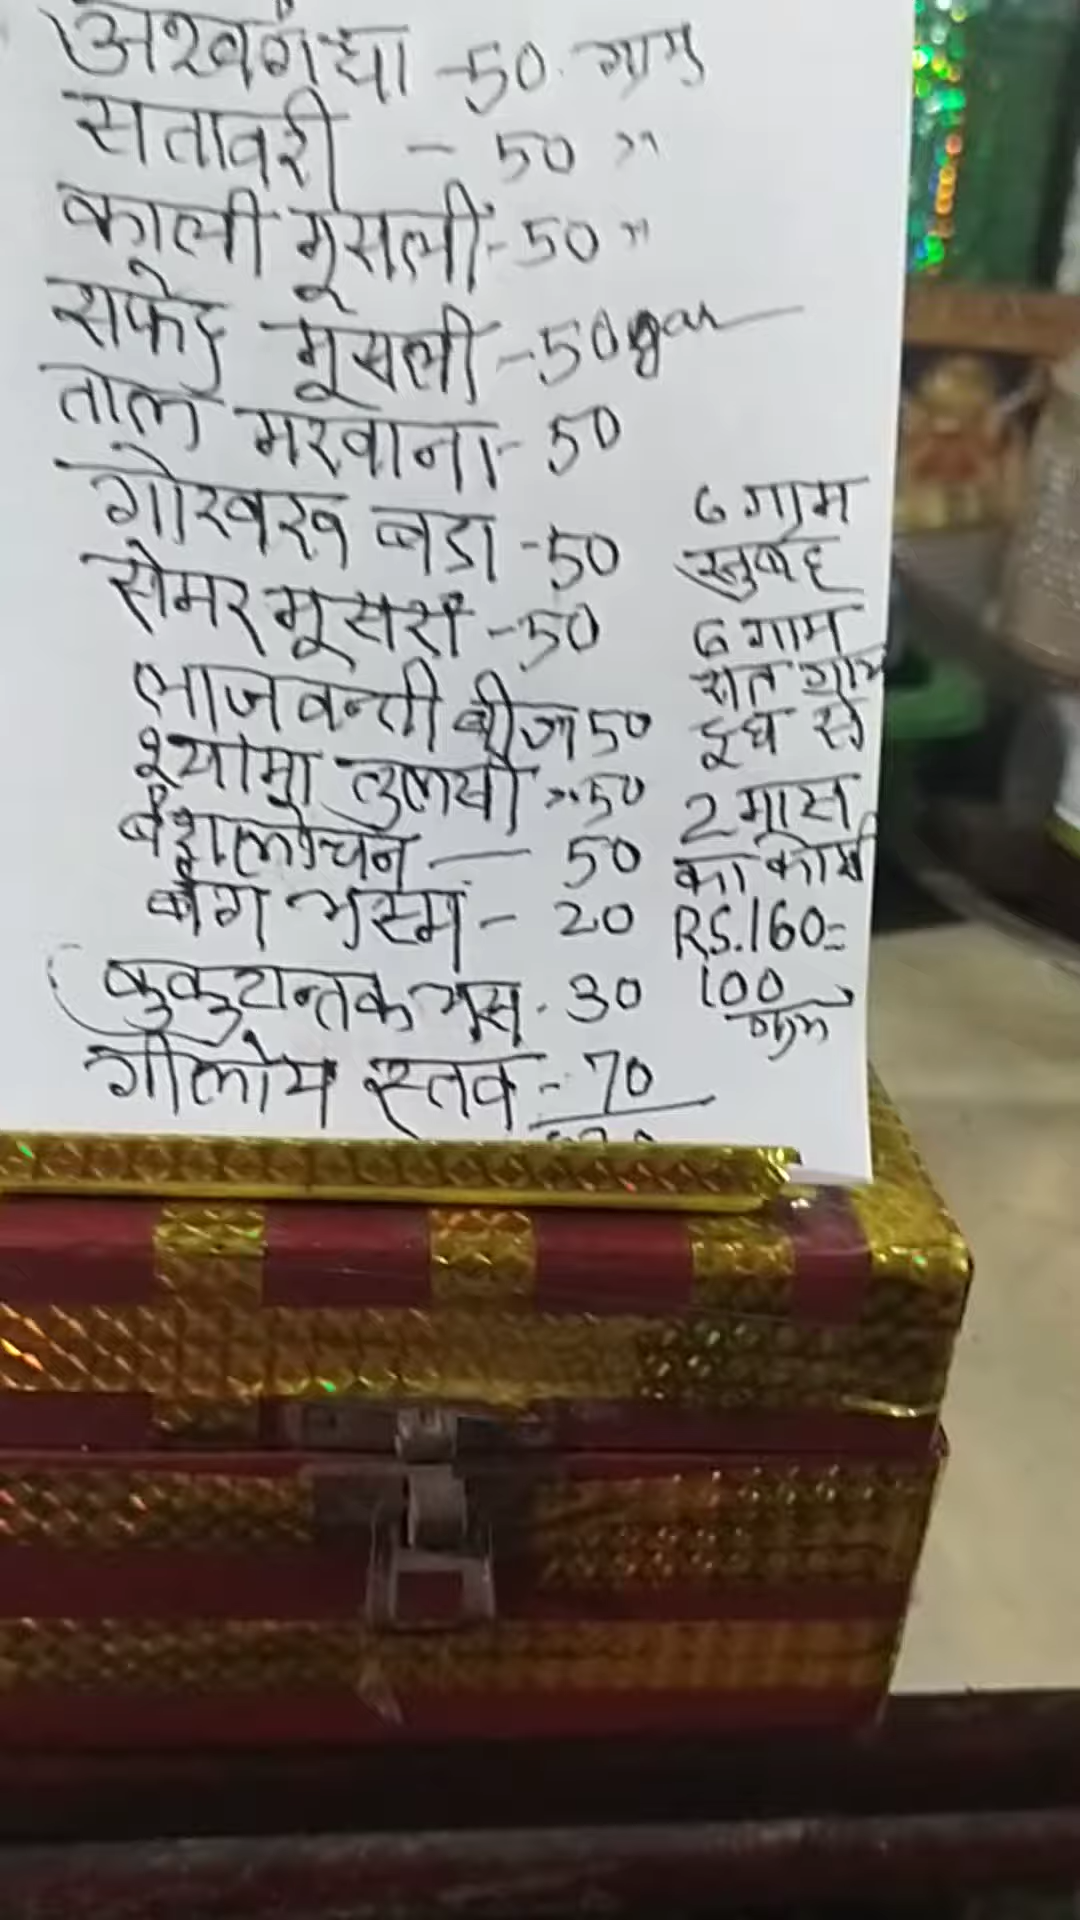 अश्वगंधा -50 ग्राम
सतावरी - 50 "
काली मूसली - 50 "
सफेद मूसली - 50 gam
ताल मखाना - 50
गोखरू बडा - 50
सेमर मूसरी - 50
लाजवन्ती बीज 50
श्यामा तुलसी " 50
बंशलोचन — 50
बंग भस्म - 20
कुकुटान्तक भस्म - 30
गीलोय स्तव - 70
6 ग्राम
सुबह
6 ग्राम
रात गाय
दूध से
2 मास
का कोर्स
RS. 160=
100